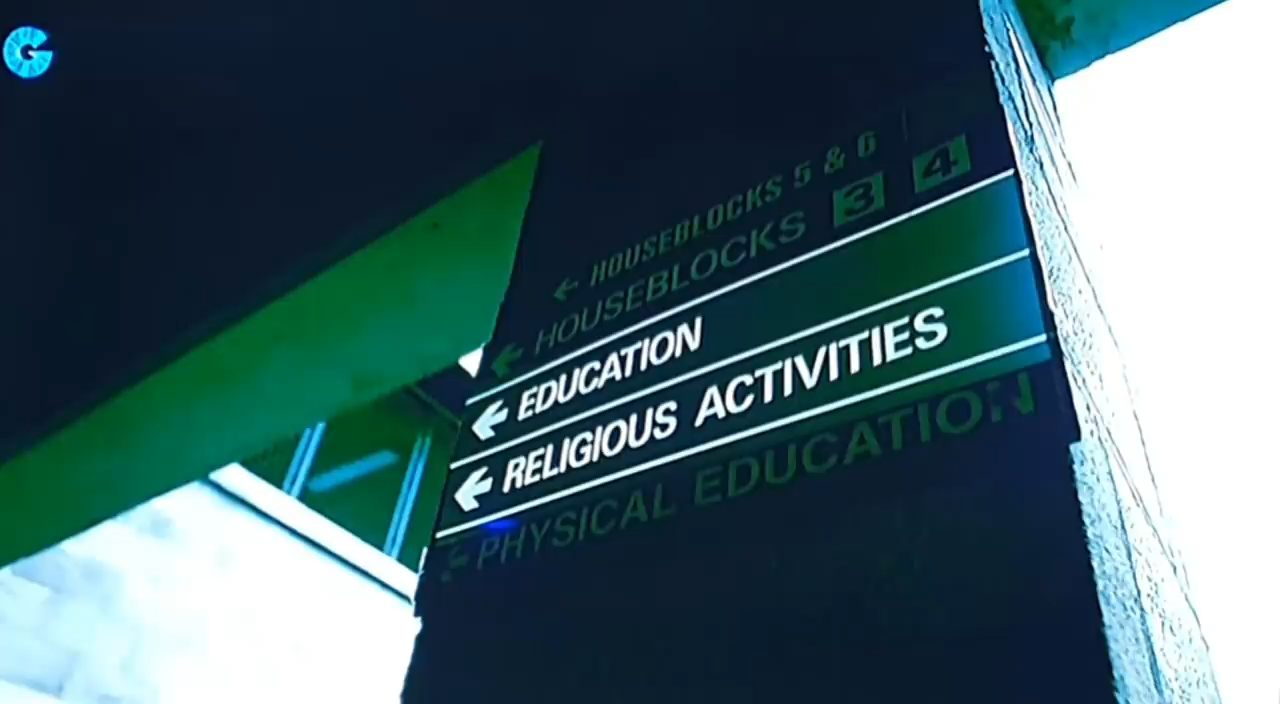 G
← HOUSEBLOCKS 5 & 6
← HOUSEBLOCKS 3 4
← EDUCATION
← RELIGIOUS ACTIVITIES
← PHYSICAL EDUCATION